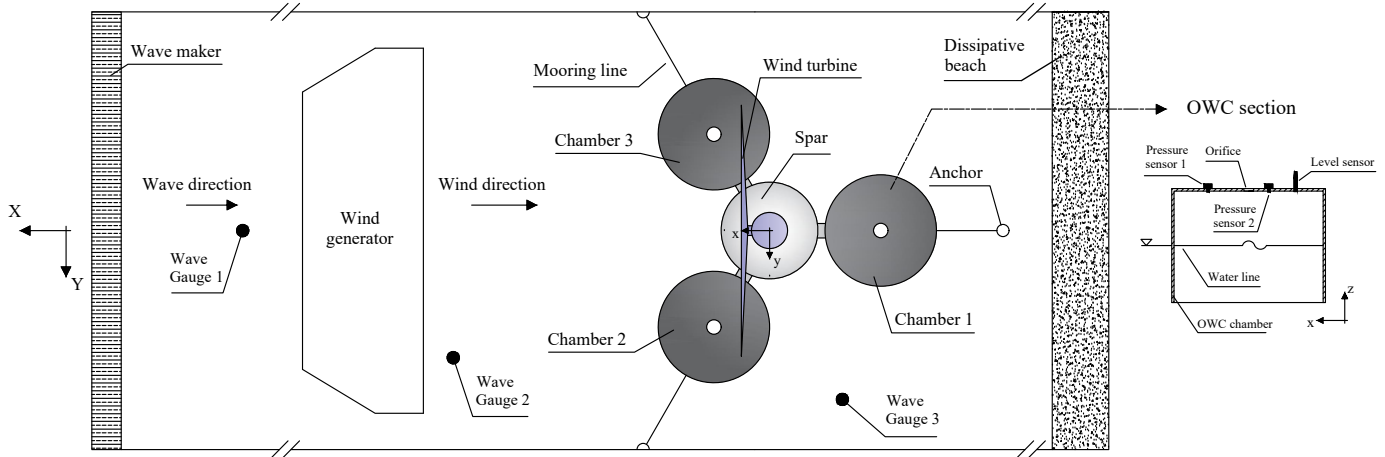 Wave maker
Mooring line
Wind turbine
Dissipative
beach
OWC section
Chamber 3
Spar
Pressure
sensor 1
Orifice
Level sensor
Wave direction
Wind direction
Anchor
Pressure
sensor 2
X
Y
Wind
generator
x
y
Wave
Gauge 1
Water line
z
x
OWC chamber
Chamber 1
Chamber 2
Wave
Gauge 2
Wave
Gauge 3